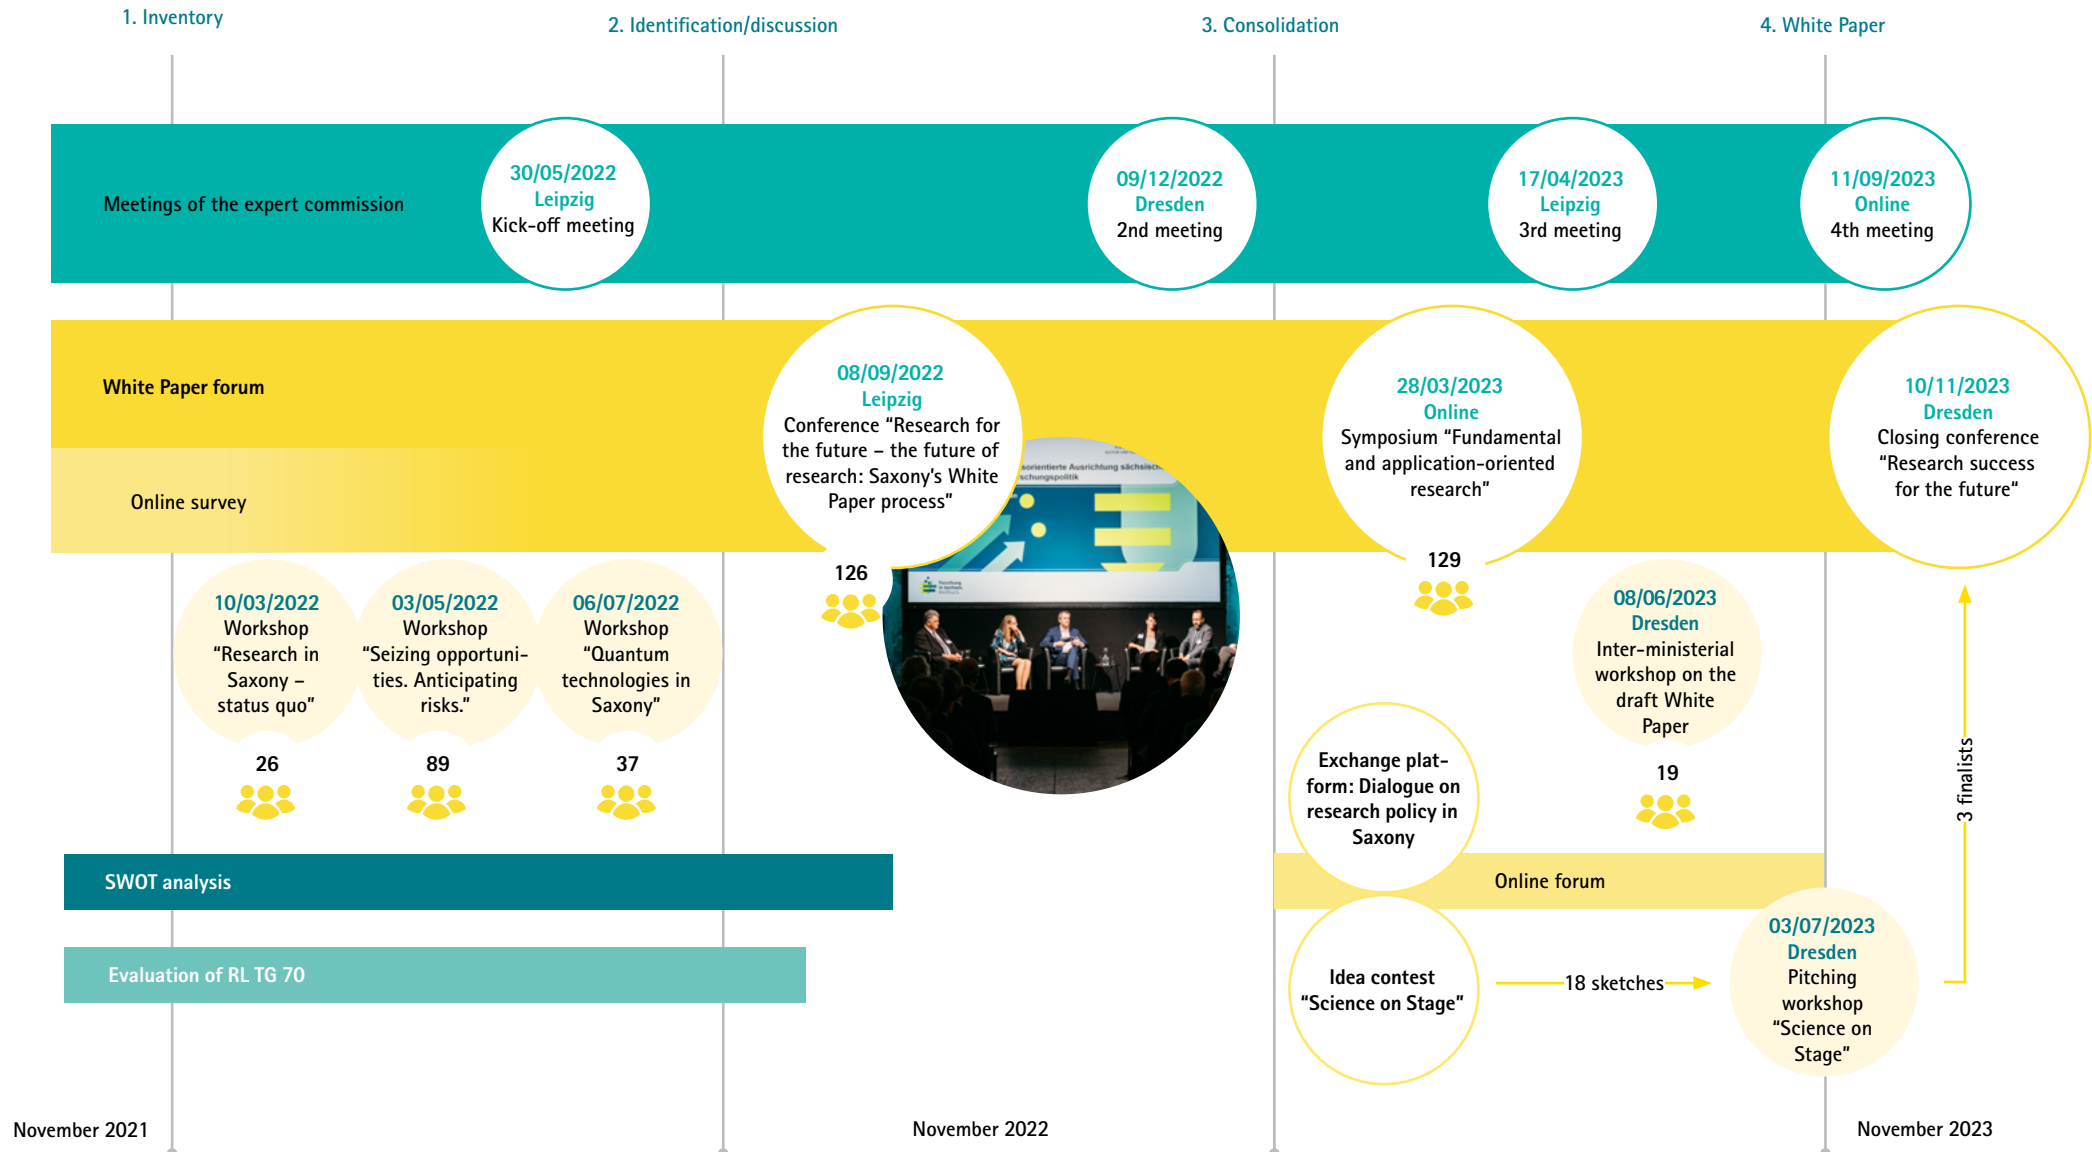 1. Inventory
2. Identification/discussion
3. Consolidation
4. White Paper
Meetings of the expert commission
30/05/2022
Leipzig
Kick-off meeting
09/12/2022
Dresden
2nd meeting
17/04/2023
Leipzig
3rd meeting
11/09/2023
Online
4th meeting
White Paper forum
08/09/2022
Leipzig
Conference “Research for
the future – the future of
research: Saxony’s White
Paper process”
28/03/2023
Online
Symposium “Fundamental
and application-oriented
research”
10/11/2023
Dresden
Closing conference
“Research success
for the future“
Online survey
sorientierte Ausrichtung sächsisc
schungspolitik
126
129
10/03/2022
Workshop
“Research in
Saxony –
status quo”
26
03/05/2022
Workshop
“Seizing opportuni-
ties. Anticipating
risks.”
89
06/07/2022
Workshop
“Quantum
technologies in
Saxony”
37
08/06/2023
Dresden
Inter-ministerial
workshop on the
draft White
Paper
19
Exchange plat-
form: Dialogue on
research policy in
Saxony
3 finalists
SWOT analysis
Online forum
Evaluation of RL TG 70
Idea contest
“Science on Stage”
18 sketches
03/07/2023
Dresden
Pitching
workshop
“Science on
Stage”
November 2021
November 2022
November 2023